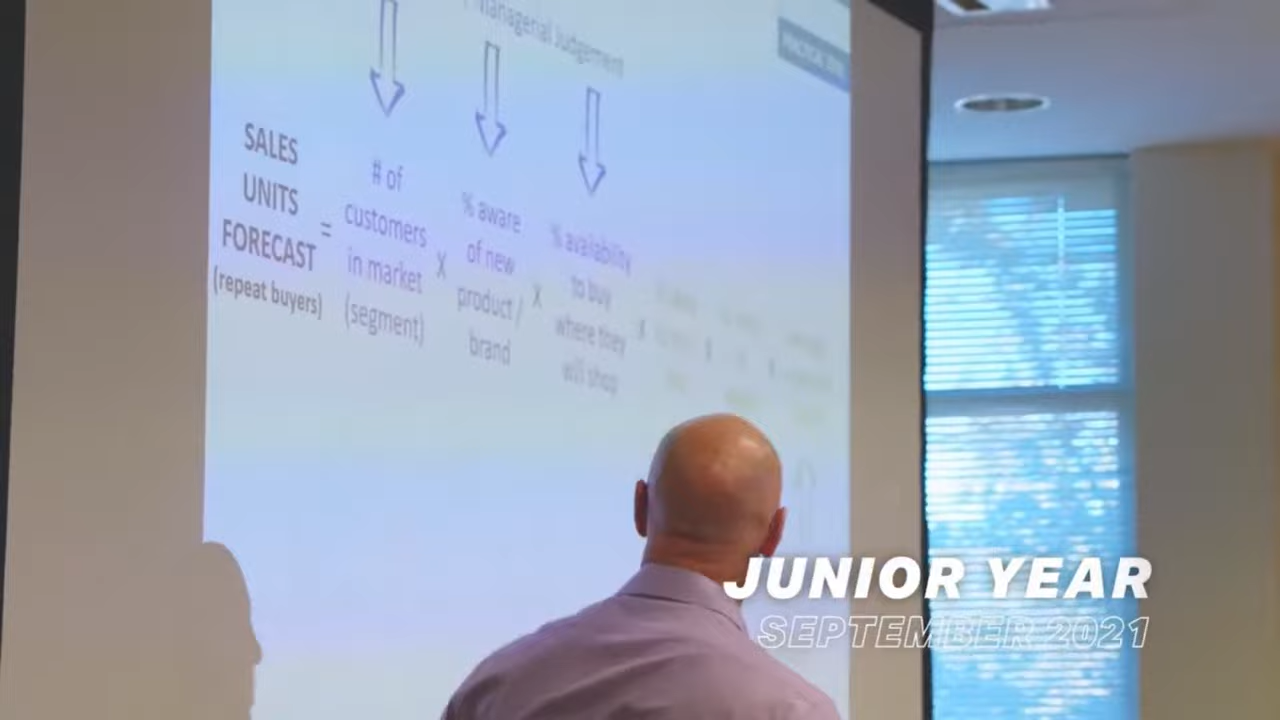 Managerial Judgement
SALES
UNITS
FORECAST
(repeat buyers)
=
# of
customers
in market
(segment)
X
% aware
of new
product /
brand
X
% availability
to buy
where they
will shop
X
JUNIOR YEAR
SEPTEMBER 2021